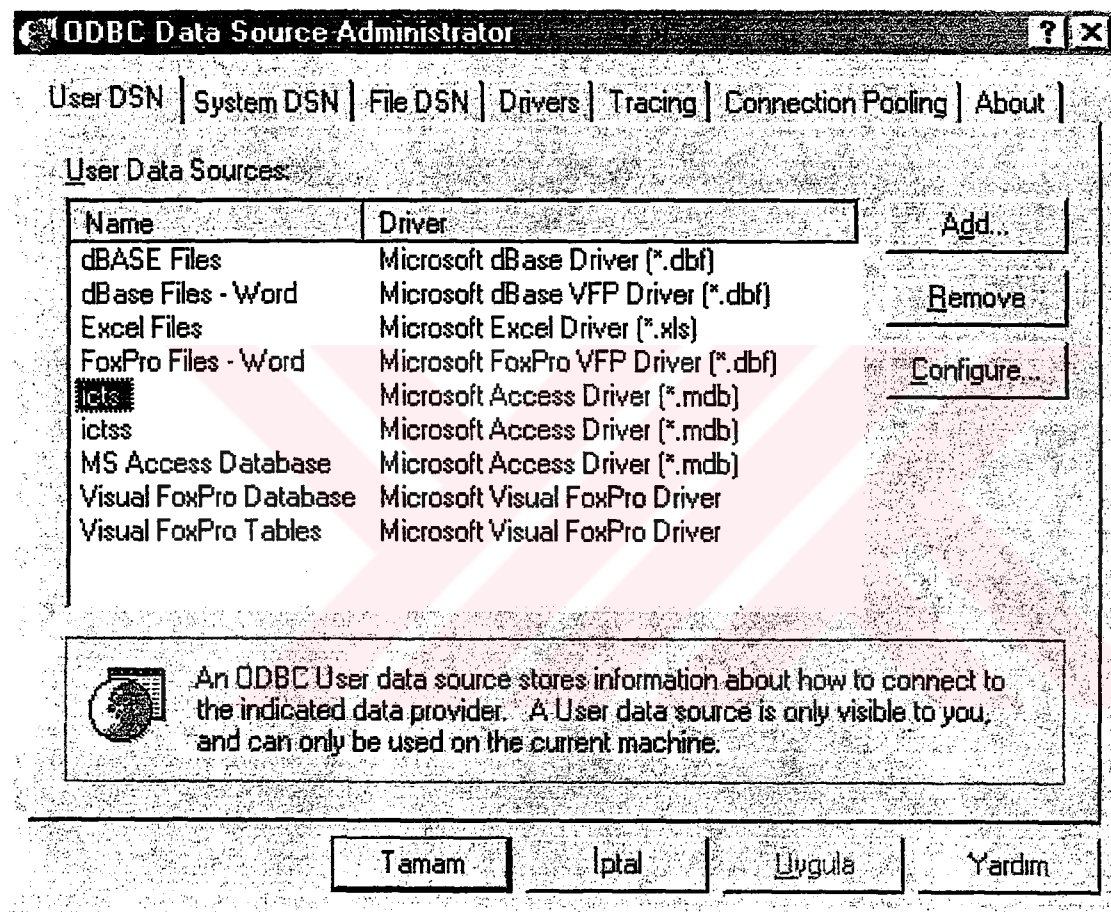 ODBC Data Source Administrator ? X
User DSN System DSN File DSN Drivers Tracing Connection Pooling About
User Data Sources:
Name Driver
dBASE Files Microsoft dBase Driver (*.dbf)
dBase Files - Word Microsoft dBase VFP Driver (*.dbf)
Excel Files Microsoft Excel Driver (*.xls)
FoxPro Files - Word Microsoft FoxPro VFP Driver (*.dbf)
icts Microsoft Access Driver (*.mdb)
ictss Microsoft Access Driver (*.mdb)
MS Access Database Microsoft Access Driver (*.mdb)
Visual FoxPro Database Microsoft Visual FoxPro Driver
Visual FoxPro Tables Microsoft Visual FoxPro Driver
Add...
Remove
Configure...
An ODBC User data source stores information about how to connect to
the indicated data provider. A User data source is only visible to you,
and can only be used on the current machine.
Tamam İptal Uygula Yardım